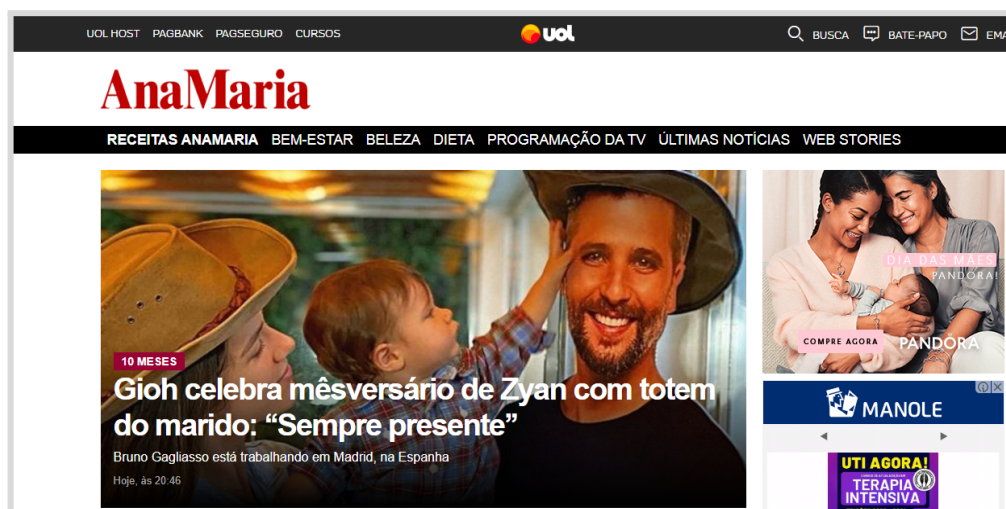 UOL HOST PAGBANK PAGSEGURO CURSOS
uol
BUSCA BATE-PAPO
AnaMaria
RECEITAS ANAMARIA BEM-ESTAR BELEZA DIETA PROGRAMAÇÃO DA TV ÚLTIMAS NOTÍCIAS WEB STORIES
10 MESES
Gioh celebra mêsversário de Zyan com totem
do marido: “Sempre presente”
Bruno Gagliasso está trabalhando em Madrid, na Espanha
Hoje, às 20:46
DIA DAS MÃES
PANDORA!
COMPRE AGORA
PANDÖRA
MANOLE
UTI AGORA!
TERAPIA
INTENSIVA